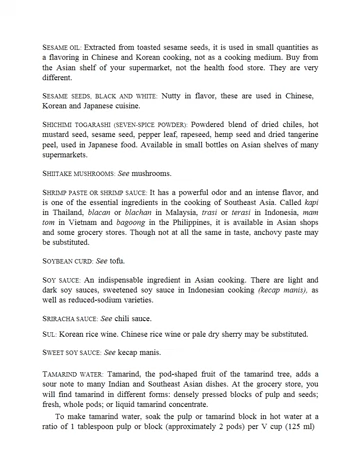 SESAME OIL: Extracted from toasted sesame seeds, it is used in small quantities as
a flavoring in Chinese and Korean cooking, not as a cooking medium. Buy from
the Asian shelf of your supermarket, not the health food store. They are very
different.
SESAME SEEDS, BLACK AND WHITE: Nutty in flavor, these are used in Chinese,
Korean and Japanese cuisine.
SHICHIMI TOGARASHI (SEVEN-SPICE POWDER): Powdered blend of dried chiles, hot
mustard seed, sesame seed, pepper leaf, rapeseed, hemp seed and dried tangerine
peel, used in Japanese food. Available in small bottles on Asian shelves of many
supermarkets.
SHIITAKE MUSHROOMS: See mushrooms.
SHRIMP PASTE OR SHRIMP SAUCE: It has a powerful odor and an intense flavor, and
is one of the essential ingredients in the cooking of Southeast Asia. Called kapi
in Thailand, blacan or blachan in Malaysia, trasi or terasi in Indonesia, mam
tom in Vietnam and bagoong in the Philippines, it is available in Asian shops
and some grocery stores. Though not at all the same in taste, anchovy paste may
be substituted.
SOYBEAN CURD: See tofu.
SOY SAUCE: An indispensable ingredient in Asian cooking. There are light and
dark soy sauces, sweetened soy sauce in Indonesian cooking (kecap manis), as
well as reduced-sodium varieties.
SRIRACHA SAUCE: See chili sauce.
SUL: Korean rice wine. Chinese rice wine or pale dry sherry may be substituted.
SWEET SOY SAUCE: See kecap manis.
TAMARIND WATER: Tamarind, the pod-shaped fruit of the tamarind tree, adds a
sour note to many Indian and Southeast Asian dishes. At the grocery store, you
will find tamarind in different forms: densely pressed blocks of pulp and seeds;
fresh, whole pods; or liquid tamarind concentrate.
To make tamarind water, soak the pulp or tamarind block in hot water at a
ratio of 1 tablespoon pulp or block (approximately 2 pods) per V cup (125 ml)